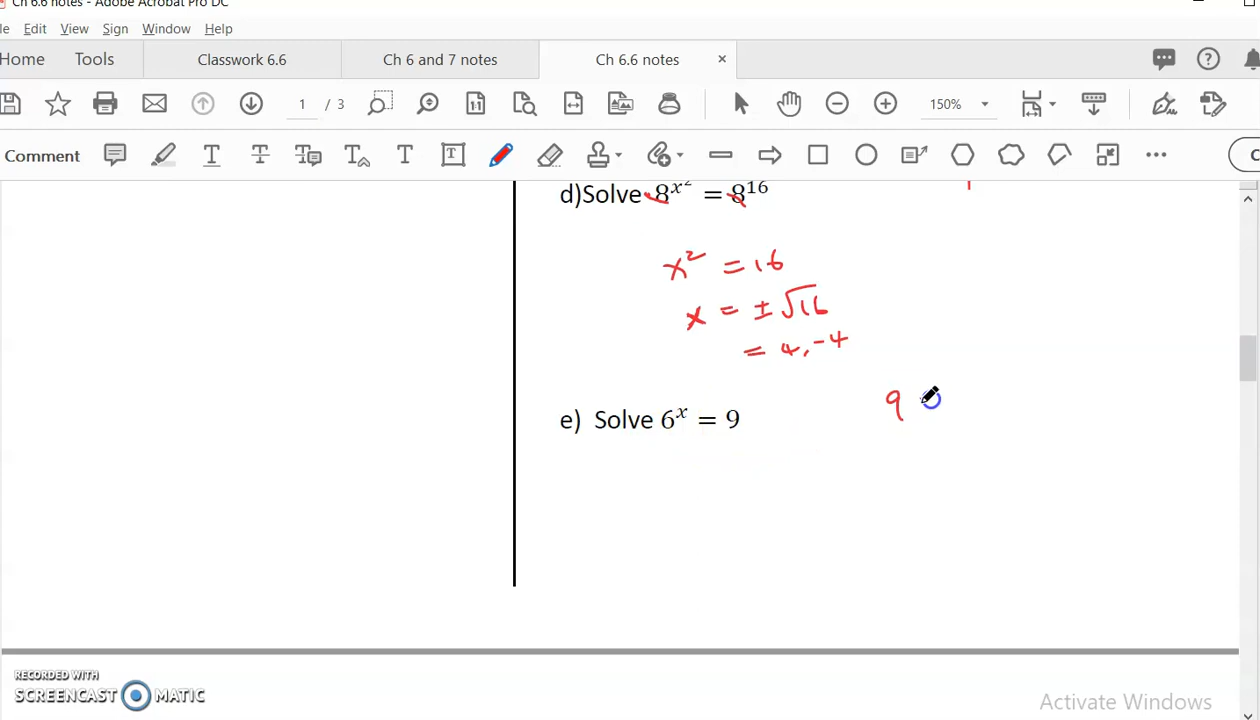 Ch 6.6 notes - Adobe Acrobat Pro DC
Edit View Sign Window Help
Home Tools Classwork 6.6 Ch 6 and 7 notes Ch 6.6 notes ×
1 / 3 150%
Comment
d)Solve 8^{x^2} = 8^{16}
x² = 16
x = ± √16
= 4, -4
9
e) Solve 6^x = 9
RECORDED WITH
SCREENCAST MATIC
Activate Windows